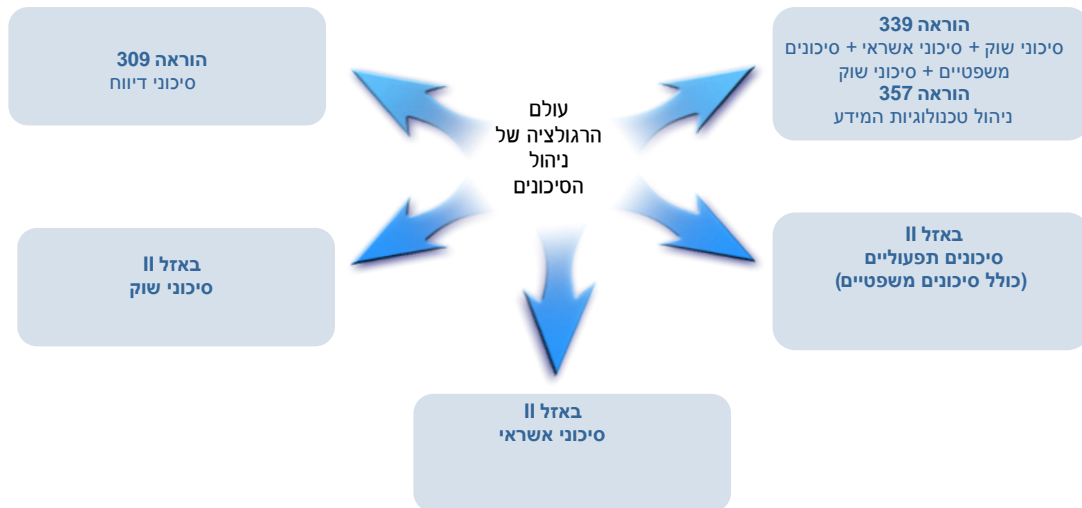 הוראה 339
סיכוני שוק + סיכוני אשראי + סיכונים
משפטיים + סיכוני שוק
הוראה 357
ניהול טכנולוגיות המידע
הוראה 309
סיכוני דיווח
עולם
הרגולציה של
ניהול
הסיכונים
באזל II
סיכונים תפעוליים
(כולל סיכונים משפטיים)
באזל II
סיכוני שוק
באזל II
סיכוני אשראי